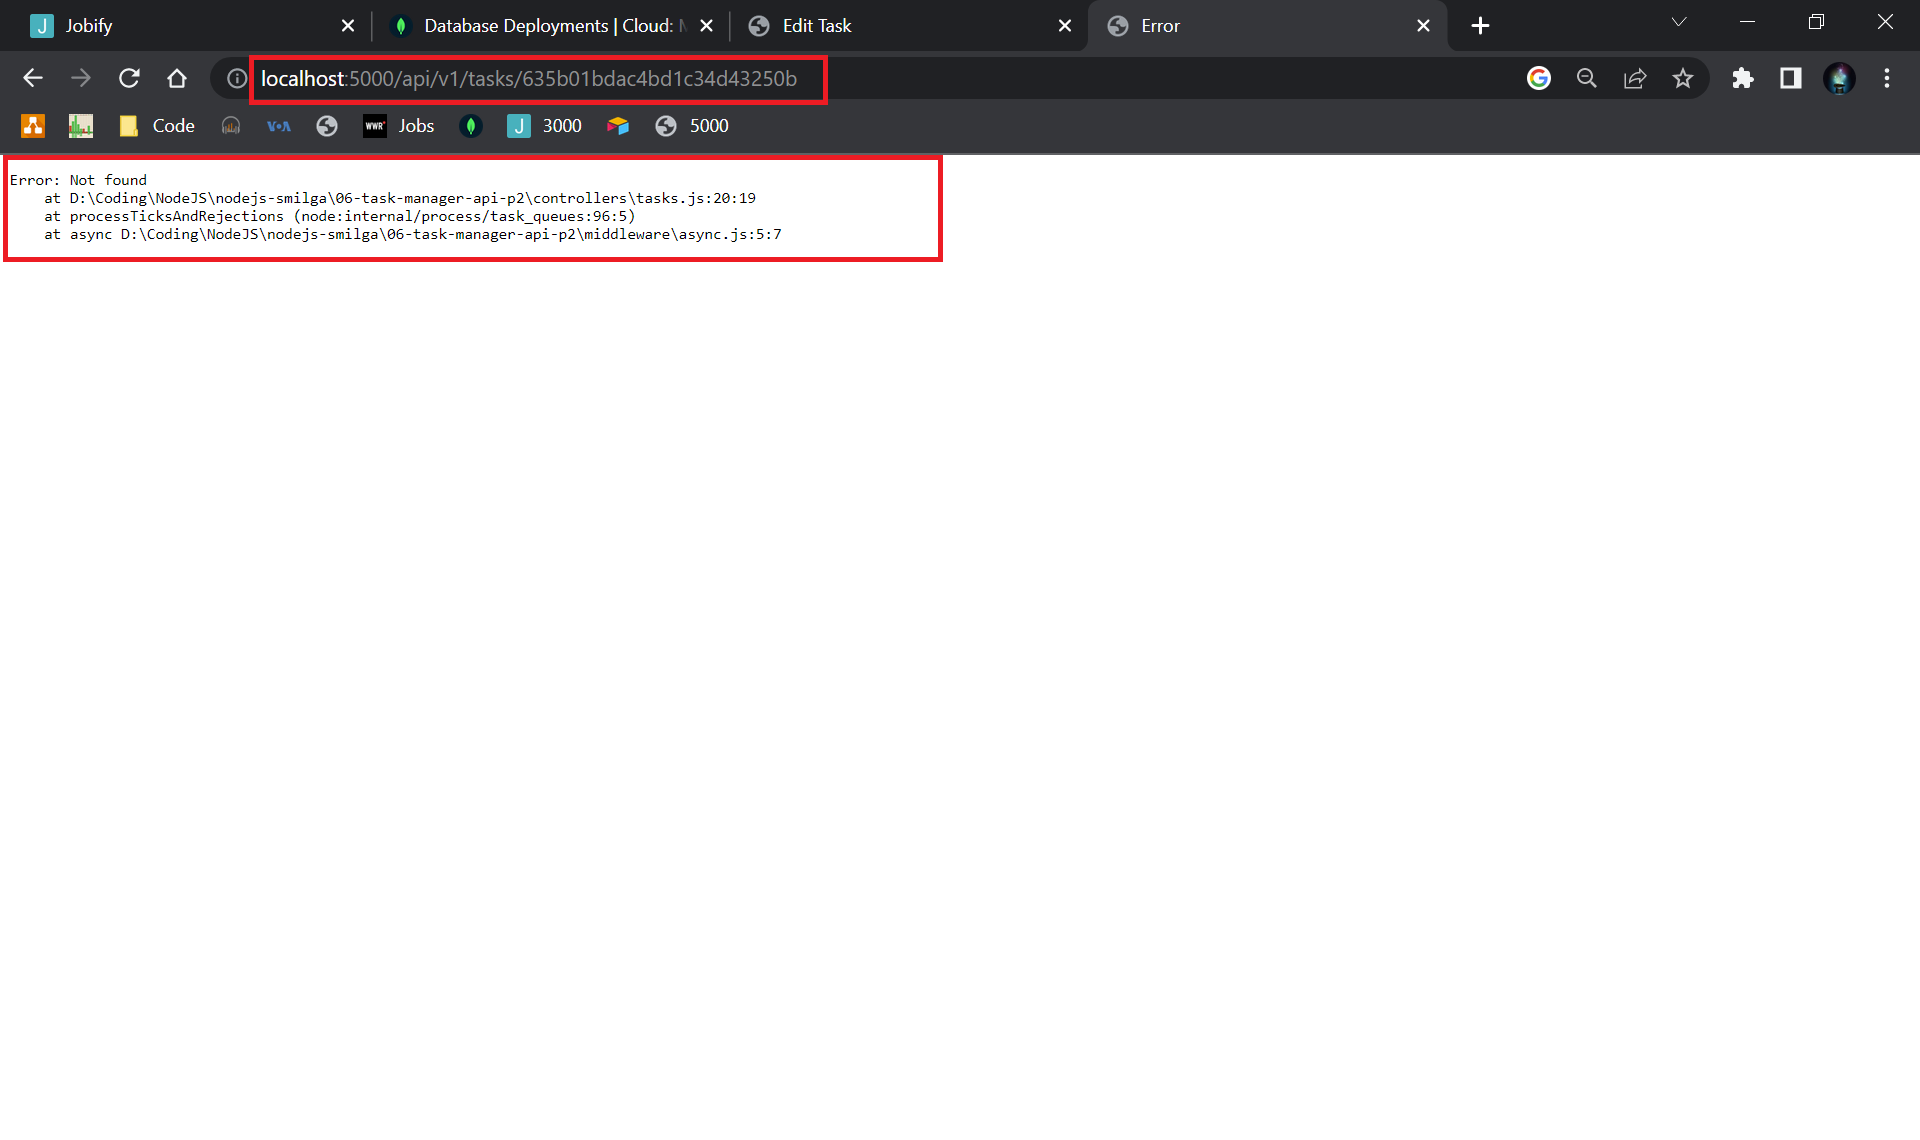 Jobify
Database Deployments | Cloud: M
Edit Task
Error
localhost:5000/api/v1/tasks/635b01bdac4bd1c34d43250b
Code
VOA
WWR
Jobs
J
3000
5000
Error: Not found
at D:\Coding\NodeJS\nodejs-smilga\06-task-manager-api-p2\controllers\tasks.js:20:19
at processTicksAndRejections (node:internal/process/task_queues:96:5)
at async D:\Coding\NodeJS\nodejs-smilga\06-task-manager-api-p2\middleware\async.js:5:7